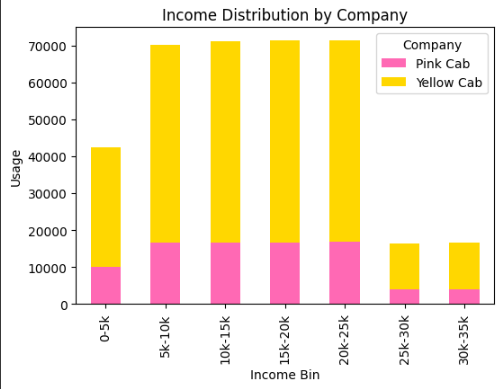 Income Distribution by Company
Company
Pink Cab
Yellow Cab
70000
60000
50000
40000
30000
20000
10000
0
Usage
0-5k
5k-10k
10k-15k
15k-20k
20k-25k
25k-30k
30k-35k
Income Bin